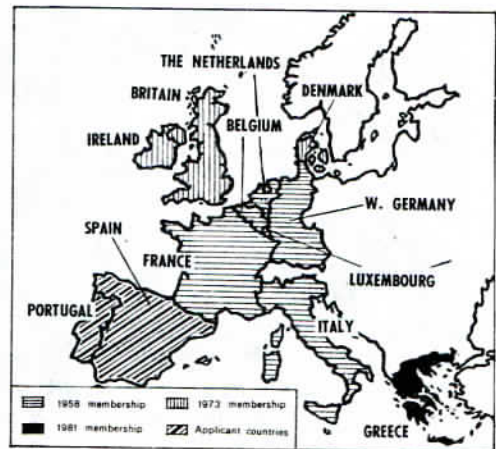 THE NETHERLANDS
BRITAIN
DENMARK
BELGIUM
IRELAND
W. GERMANY
SPAIN
FRANCE
LUXEMBOURG
PORTUGAL
ITALY
GREECE
1958 membership
1973 membership
1981 membership
Applicant countries